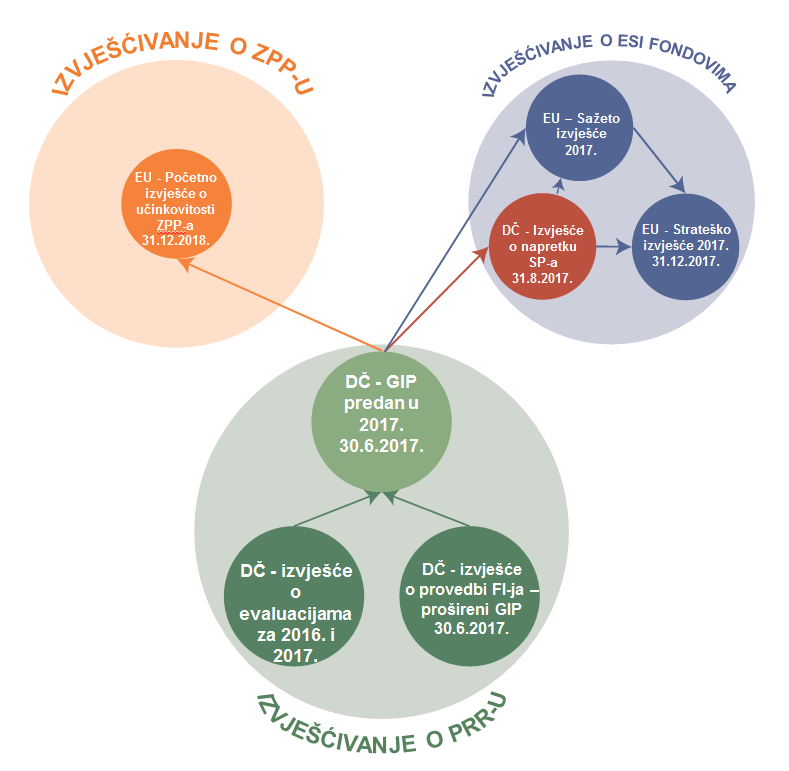 IZVJEŠĆIVANJE O ZPP-U
EU - Početno
izvješće o
učinkovitosti
ZPP-a
31.12.2018.
IZVJEŠĆIVANJE O ESI FONDOVIMA
EU – Sažeto
izvješće
2017.
DČ - Izvješće
o napretku
SP-a
31.8.2017.
EU - Strateško
izvješće 2017.
31.12.2017.
DČ - GIP
predan u
2017.
30.6.2017.
DČ - izvješće
o
evaluacijama
za 2016. i
2017.
DČ - izvješće
o provedbi FI-ja –
prošireni GIP
30.6.2017.
IZVJEŠĆIVANJE O PRR-U